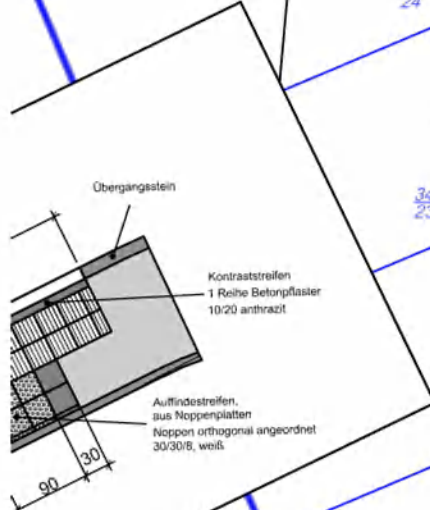 24
Übergangsstein
Kontraststreifen
1 Reihe Betonpflaster
10/20 anthrazit
Auffindestreifen,
aus Noppenplatten
Noppen orthogonal angeordnet
30/30/8, weiß
30
90